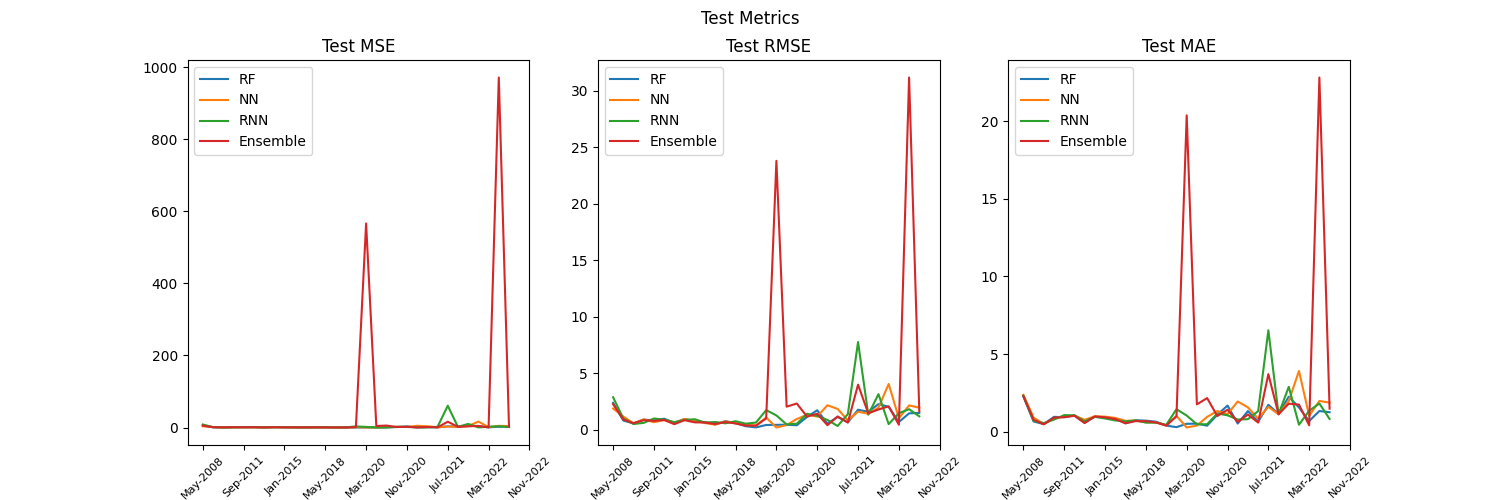 Test Metrics
Test MSE
RF
NN
RNN
Ensemble
1000
800
600
400
200
0
May-2008
Sep-2011
Jan-2015
May-2018
Mar-2020
Nov-2020
Jul-2021
Mar-2022
Nov-2022
Test RMSE
RF
NN
RNN
Ensemble
30
25
20
15
10
5
0
May-2008
Sep-2011
Jan-2015
May-2018
Mar-2020
Nov-2020
Jul-2021
Mar-2022
Nov-2022
Test MAE
RF
NN
RNN
Ensemble
20
15
10
5
0
May-2008
Sep-2011
Jan-2015
May-2018
Mar-2020
Nov-2020
Jul-2021
Mar-2022
Nov-2022